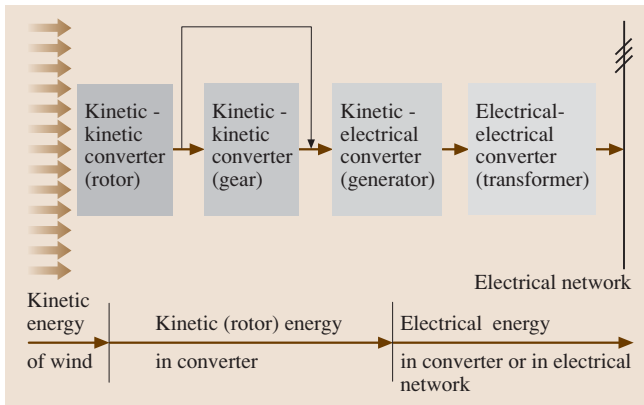 Kinetic -
kinetic
converter
(rotor)
Kinetic -
kinetic
converter
(gear)
Kinetic -
electrical
converter
(generator)
Electrical-
electrical
converter
(transformer)
Electrical network
Kinetic
energy
of wind
Kinetic (rotor) energy
in converter
Electrical energy
in converter or in electrical
network